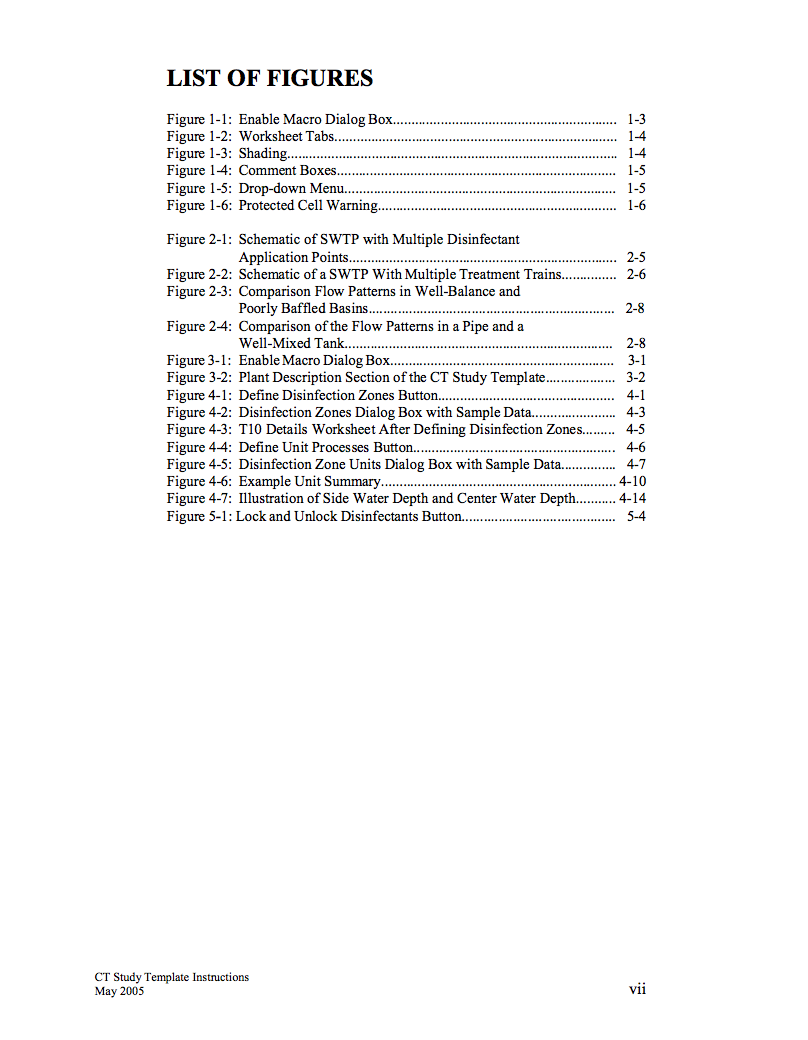 LIST OF FIGURES
Figure 1-1: Enable Macro Dialog Box............................................................. 1-3
Figure 1-2: Worksheet Tabs............................................................................. 1-4
Figure 1-3: Shading.......................................................................................... 1-4
Figure 1-4: Comment Boxes............................................................................ 1-5
Figure 1-5: Drop-down Menu.......................................................................... 1-5
Figure 1-6: Protected Cell Warning................................................................. 1-6
Figure 2-1: Schematic of SWTP with Multiple Disinfectant
Application Points......................................................................... 2-5
Figure 2-2: Schematic of a SWTP With Multiple Treatment Trains............... 2-6
Figure 2-3: Comparison Flow Patterns in Well-Balance and
Poorly Baffled Basins................................................................... 2-8
Figure 2-4: Comparison of the Flow Patterns in a Pipe and a
Well-Mixed Tank......................................................................... 2-8
Figure 3-1: Enable Macro Dialog Box............................................................. 3-1
Figure 3-2: Plant Description Section of the CT Study Template................... 3-2
Figure 4-1: Define Disinfection Zones Button................................................ 4-1
Figure 4-2: Disinfection Zones Dialog Box with Sample Data....................... 4-3
Figure 4-3: T10 Details Worksheet After Defining Disinfection Zones......... 4-5
Figure 4-4: Define Unit Processes Button....................................................... 4-6
Figure 4-5: Disinfection Zone Units Dialog Box with Sample Data............... 4-7
Figure 4-6: Example Unit Summary................................................................ 4-10
Figure 4-7: Illustration of Side Water Depth and Center Water Depth........... 4-14
Figure 5-1: Lock and Unlock Disinfectants Button.......................................... 5-4
CT Study Template Instructions
May 2005
vii